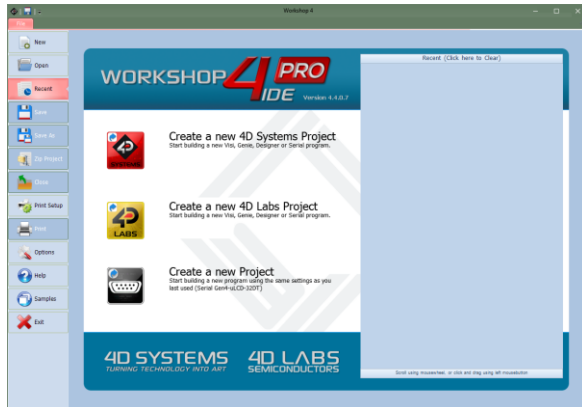 Workshop 4
File
New
Open
Recent
Save
Save As
Zip Project
Close
Print Setup
Print
Options
Help
Samples
Exit
WORKSHOP 4 PRO
IDE Version 4.4.0.7
Recent (Click here to Clear)
4D SYSTEMS
Create a new 4D Systems Project
Start building a new Visi, Genie, Designer or Serial program.
4D LABS
Create a new 4D Labs Project
Start building a new Visi, Genie, Designer or Serial program.
Create a new Project
Start building a new program using the same settings as you
last used (Serial Gen4-uLCD-32DT)
4D SYSTEMS
TURNING TECHNOLOGY INTO ART
4D LABS
SEMICONDUCTORS
Scroll using mousewheel, or click and drag using left mousebutton